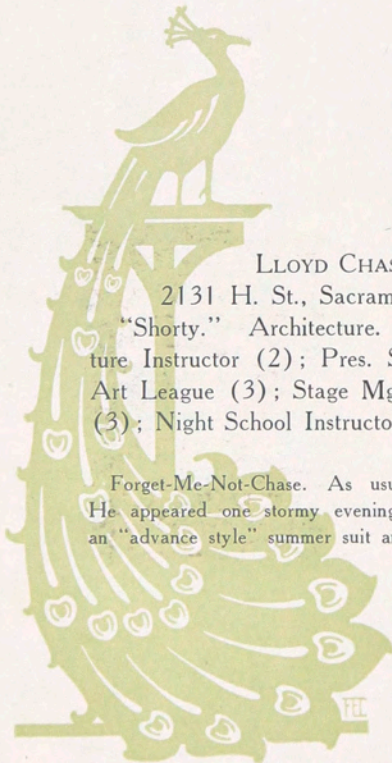 LLOYD CHAS
2131 H. St., Sacram
"Shorty." Architecture.
ture Instructor (2); Pres. S
Art League (3); Stage Mg
(3); Night School Instructo
Forget-Me-Not-Chase. As usu
He appeared one stormy evening
an "advance style" summer suit a
FEC